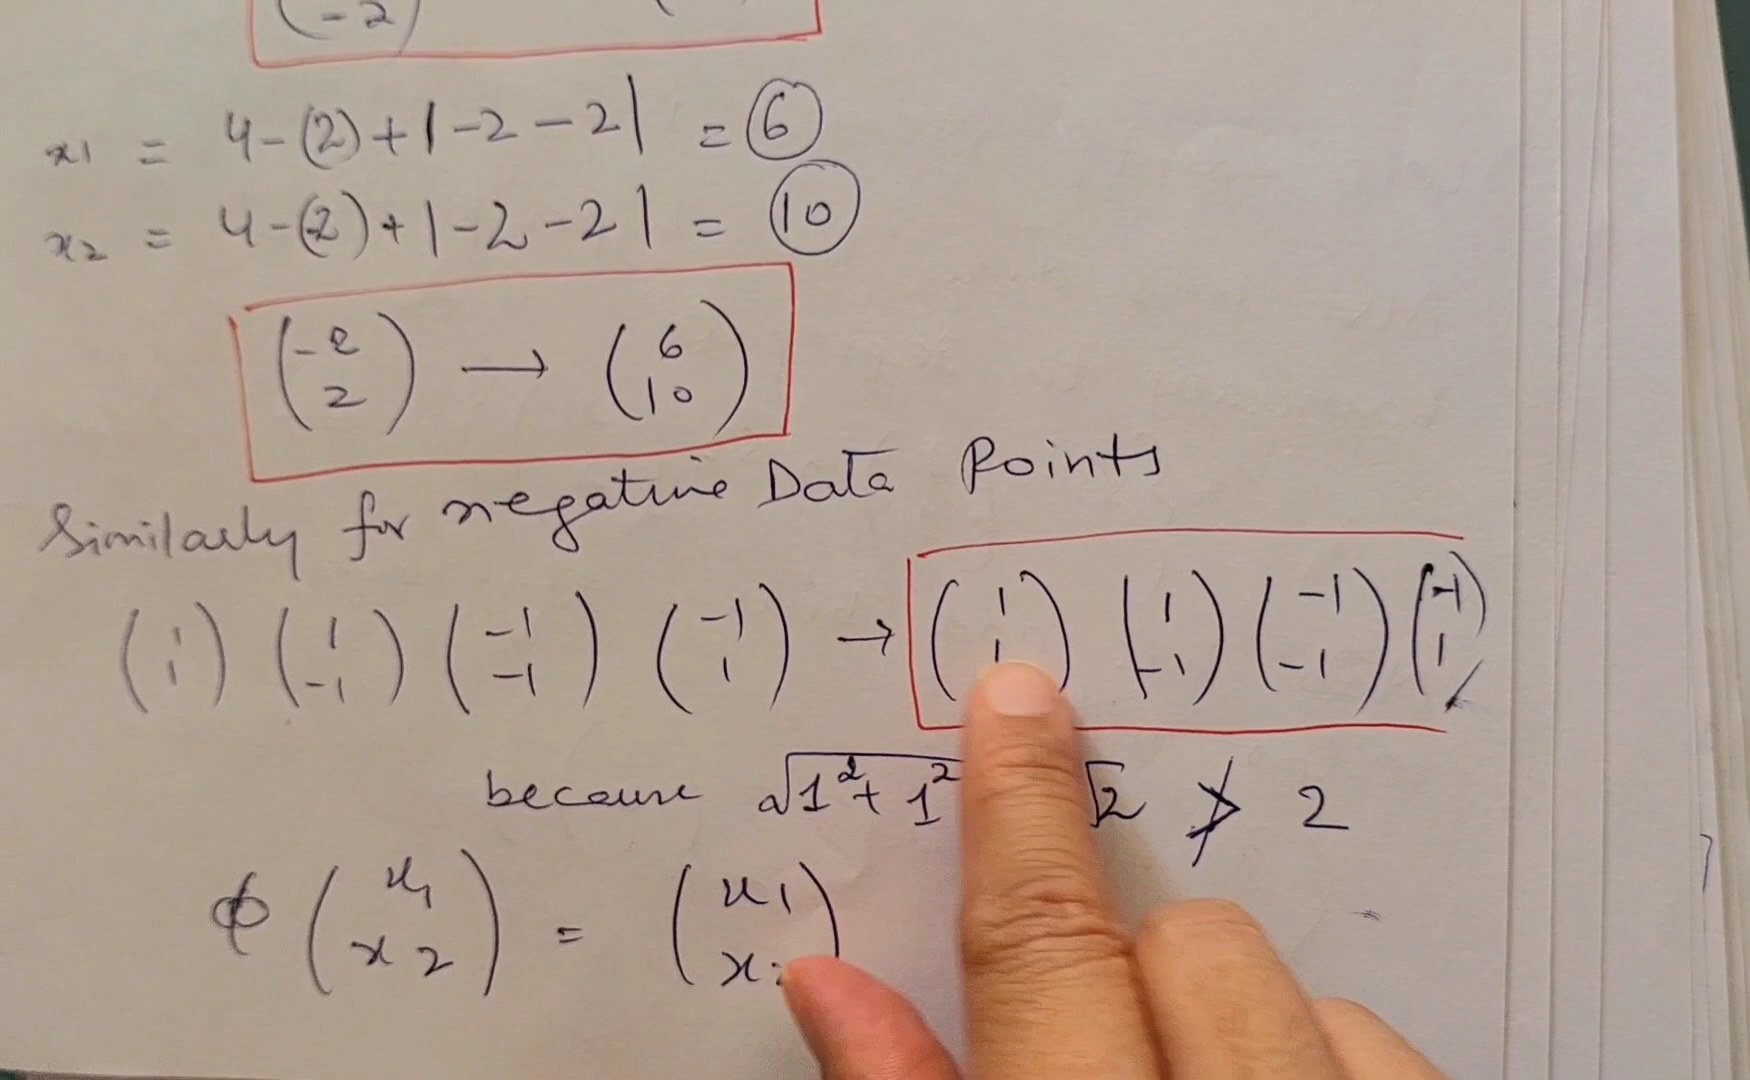 (-2)
x1 = 4-(2)+|-2-2| = 6
x2 = 4-(2)+|-2-2| = 10
(-2 2) → (6 10)
Similarly for negative Data Points
(1 1) (1 -1) (-1 -1) (-1 1) → (1 1) (1 -1) (-1 -1) (-1 1)
because √1²+1² √2 ≯ 2
φ (x1 x2) = (x1 x